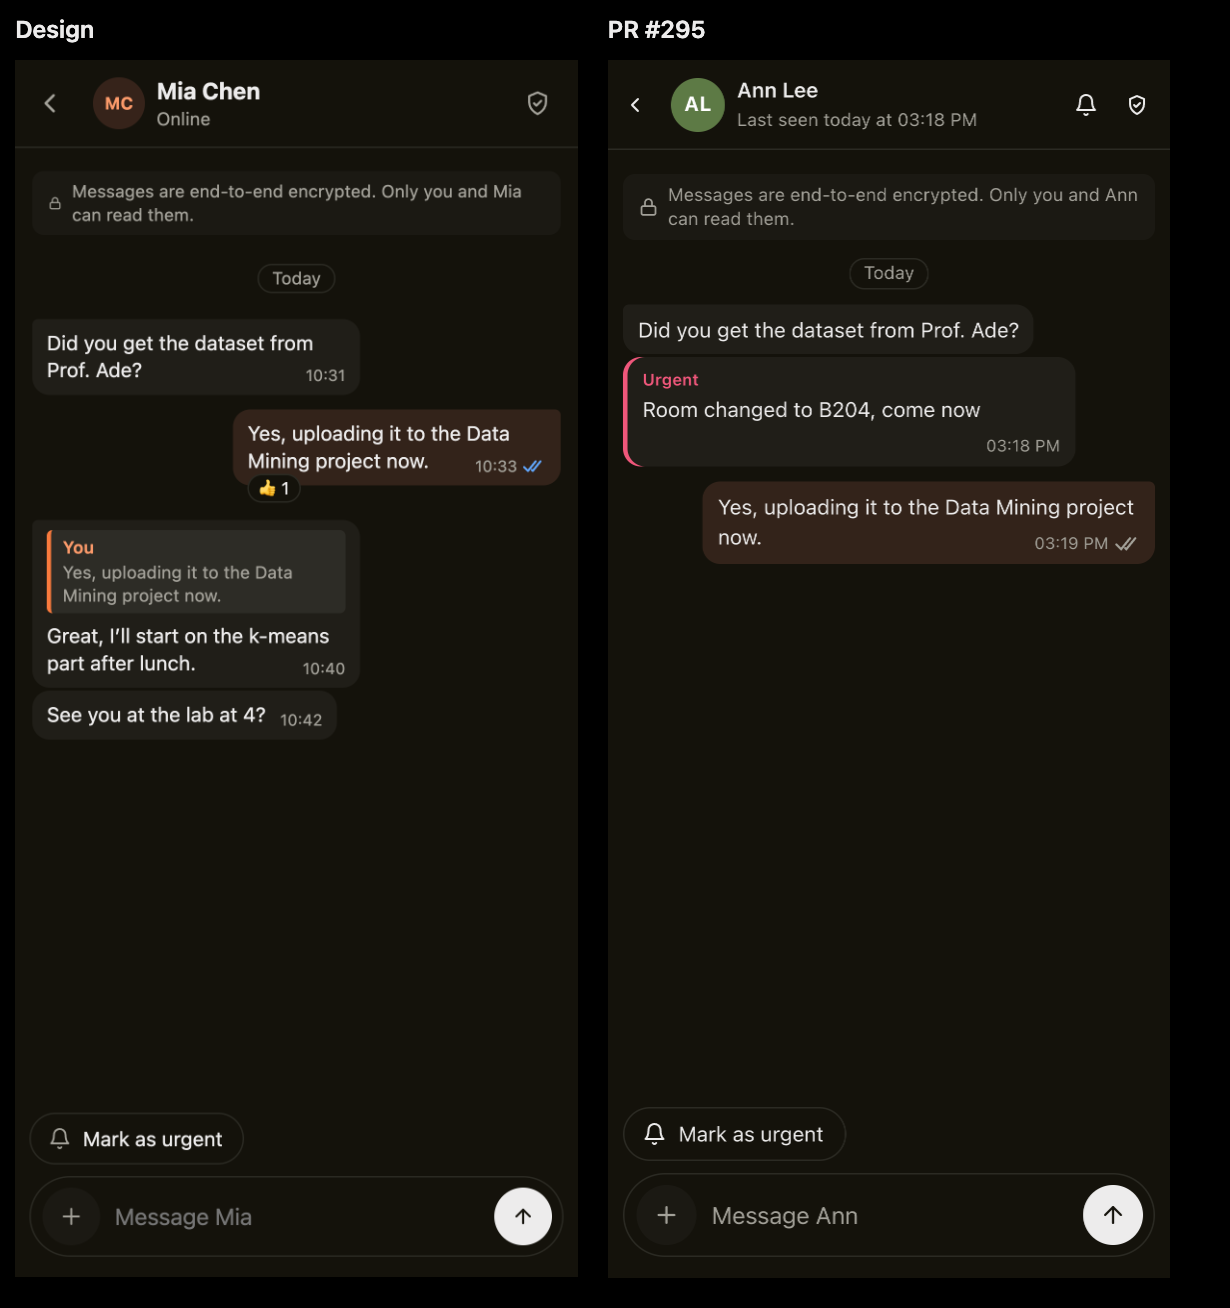 Design
MC
Mia Chen
Online
Messages are end-to-end encrypted. Only you and Mia
can read them.
Today
Did you get the dataset from
Prof. Ade?
10:31
Yes, uploading it to the Data
Mining project now.
10:33
👍 1
You
Yes, uploading it to the Data
Mining project now.
Great, I’ll start on the k-means
part after lunch.
10:40
See you at the lab at 4?
10:42
Mark as urgent
Message Mia
PR #295
AL
Ann Lee
Last seen today at 03:18 PM
Messages are end-to-end encrypted. Only you and Ann
can read them.
Today
Did you get the dataset from Prof. Ade?
Urgent
Room changed to B204, come now
03:18 PM
Yes, uploading it to the Data Mining project
now.
03:19 PM
Mark as urgent
Message Ann